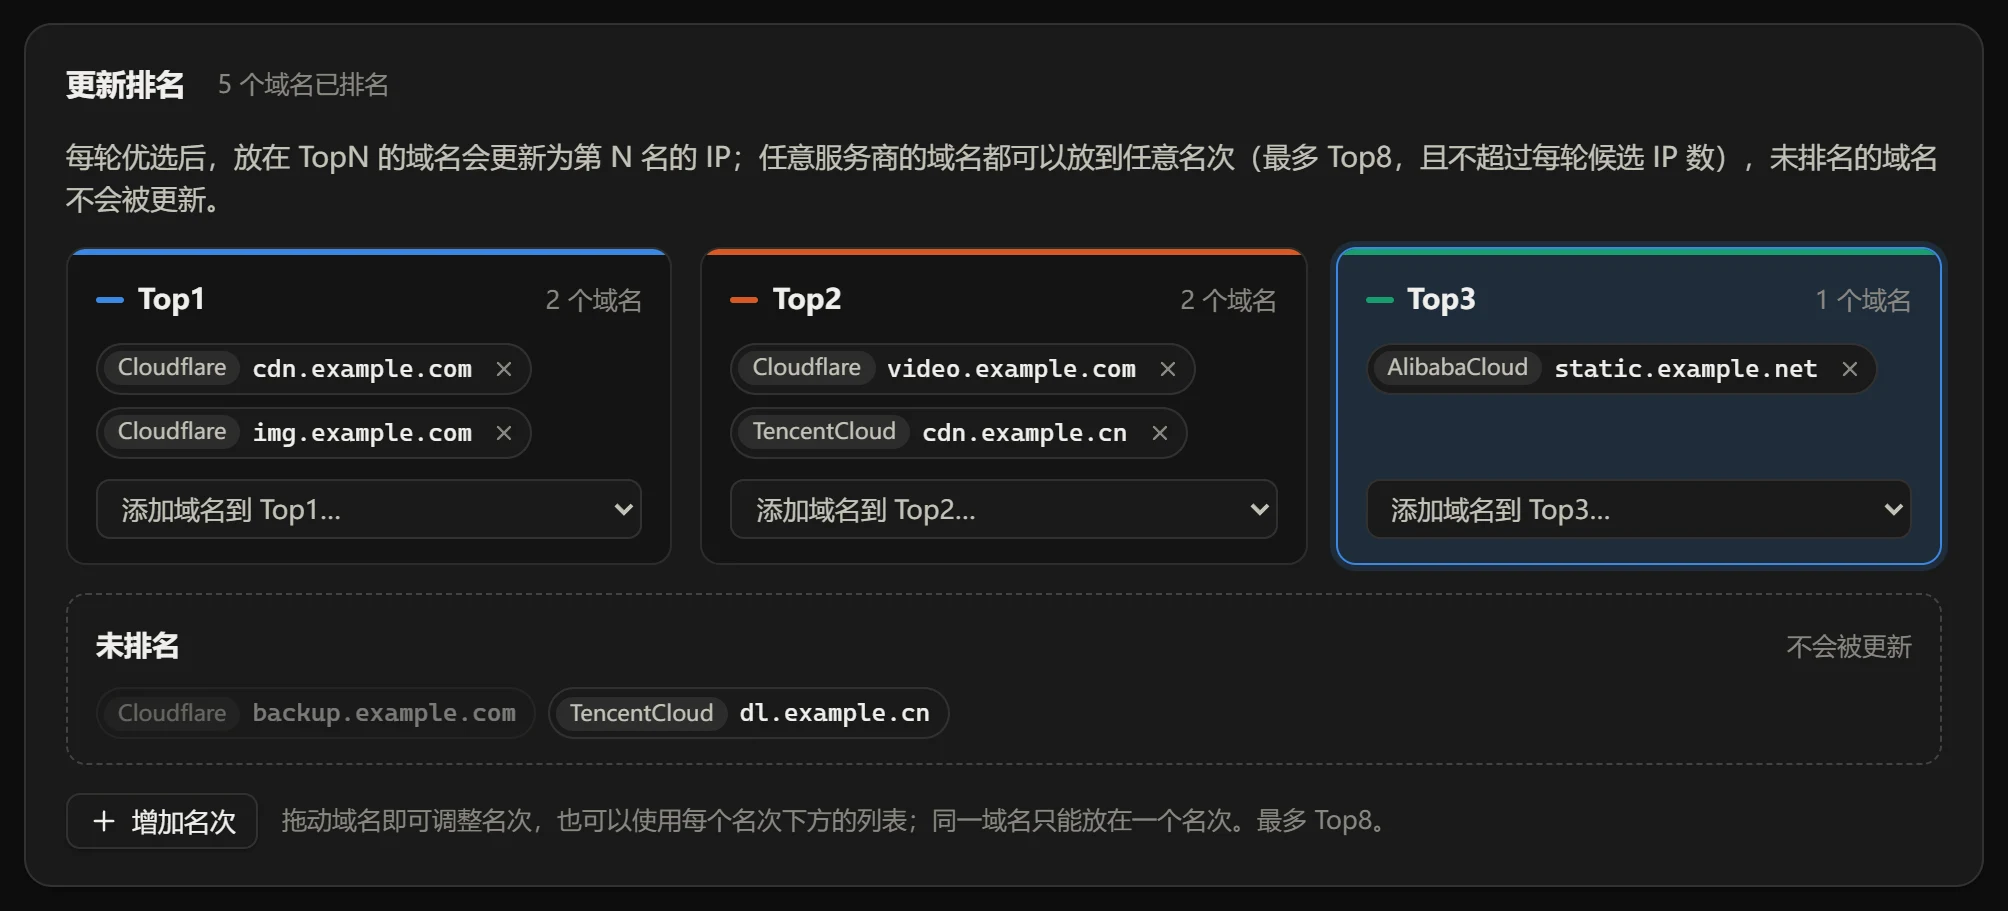 更新排名 5 个域名已排名
每轮优选后，放在 TopN 的域名会更新为第 N 名的 IP；任意服务商的域名都可以放到任意名次（最多 Top8，且不超过每轮候选 IP 数），未排名的域名
不会被更新。
Top1 2 个域名
Cloudflare cdn.example.com ×
Cloudflare img.example.com ×
添加域名到 Top1...
Top2 2 个域名
Cloudflare video.example.com ×
TencentCloud cdn.example.cn ×
添加域名到 Top2...
Top3 1 个域名
AlibabaCloud static.example.net ×
添加域名到 Top3...
未排名 不会被更新
Cloudflare backup.example.com TencentCloud dl.example.cn
+ 增加名次 拖动域名即可调整名次，也可以使用每个名次下方的列表；同一域名只能放在一个名次。最多 Top8。